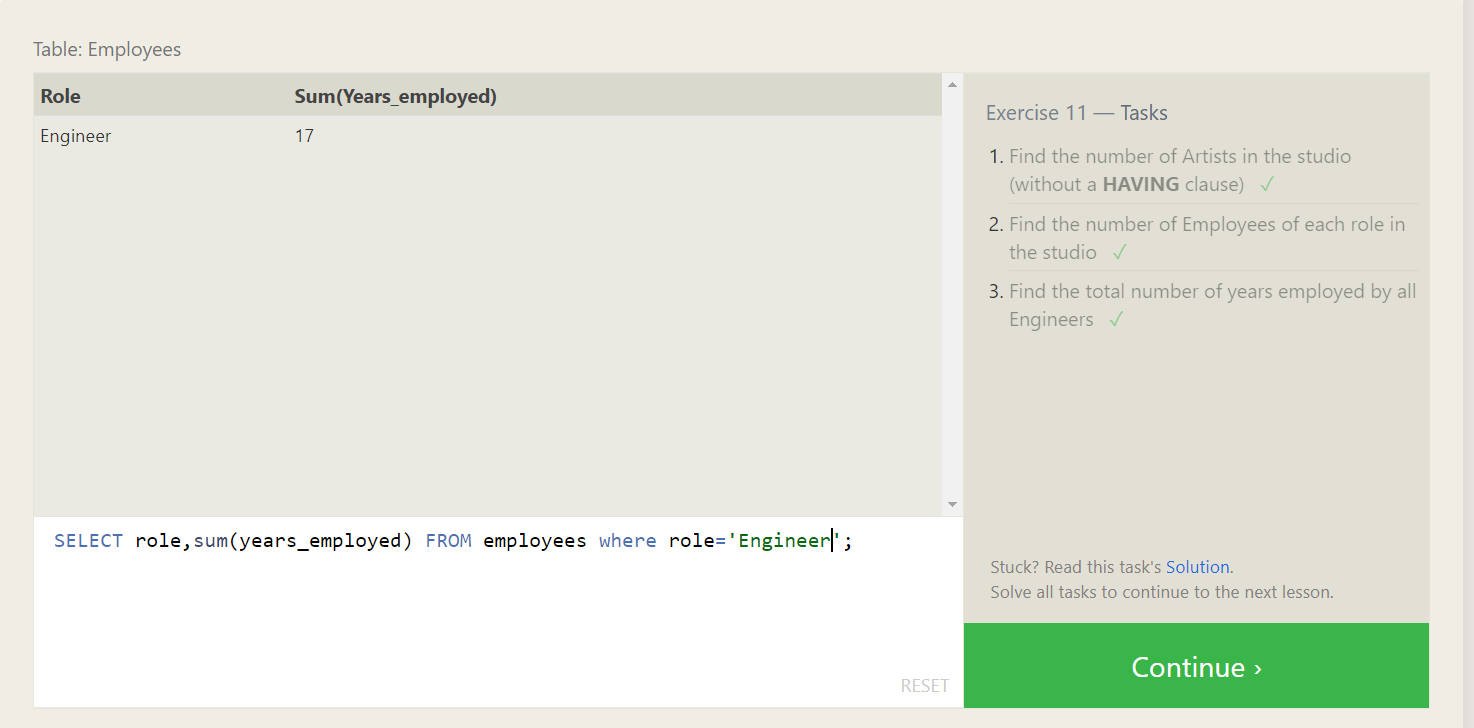 Table: Employees
Role Sum(Years_employed)
Engineer 17
SELECT role,sum(years_employed) FROM employees where role='Engineer';
RESET
Exercise 11 — Tasks
1. Find the number of Artists in the studio
(without a HAVING clause) ✓
2. Find the number of Employees of each role in
the studio ✓
3. Find the total number of years employed by all
Engineers ✓
Stuck? Read this task's Solution.
Solve all tasks to continue to the next lesson.
Continue ›